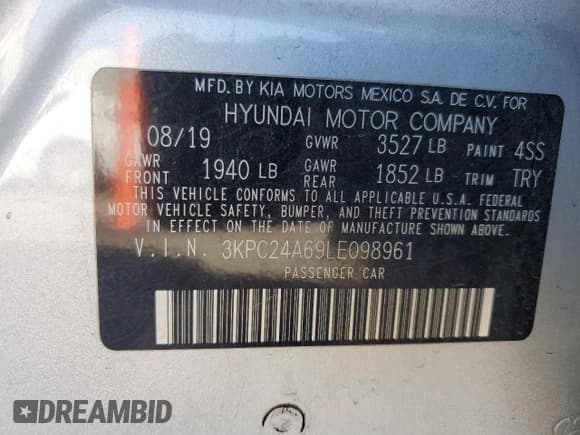 MFD. BY KIA MOTORS MEXICO S.A. DE C.V. FOR
HYUNDAI MOTOR COMPANY
08/19 GVWR 3527 LB PAINT 4SS
GAWR FRONT 1940 LB GAWR REAR 1852 LB TRIM TRY
THIS VEHICLE CONFORMS TO ALL APPLICABLE U.S.A. FEDERAL
MOTOR VEHICLE SAFETY, BUMPER, AND THEFT PREVENTION STANDARDS
IN EFFECT ON THE DATE OF MANUFACTURE SHOWN ABOVE
V.I.N. 3KPC24A69LE098961
PASSENGER CAR
DREAMBID